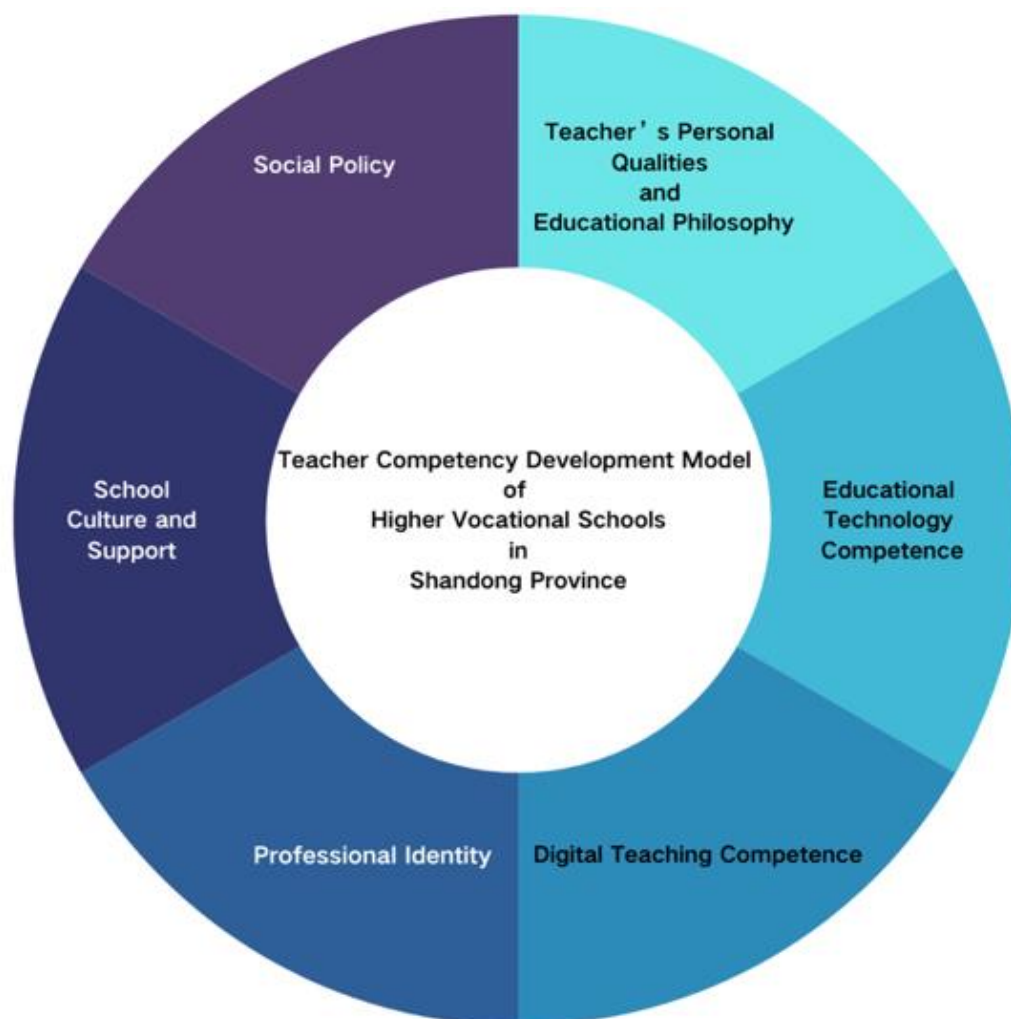 Social Policy
Teacher’s Personal
Qualities
and
Educational Philosophy
School
Culture and
Support
Teacher Competency Development Model
of
Higher Vocational Schools
in
Shandong Province
Educational
Technology
Competence
Professional Identity
Digital Teaching Competence